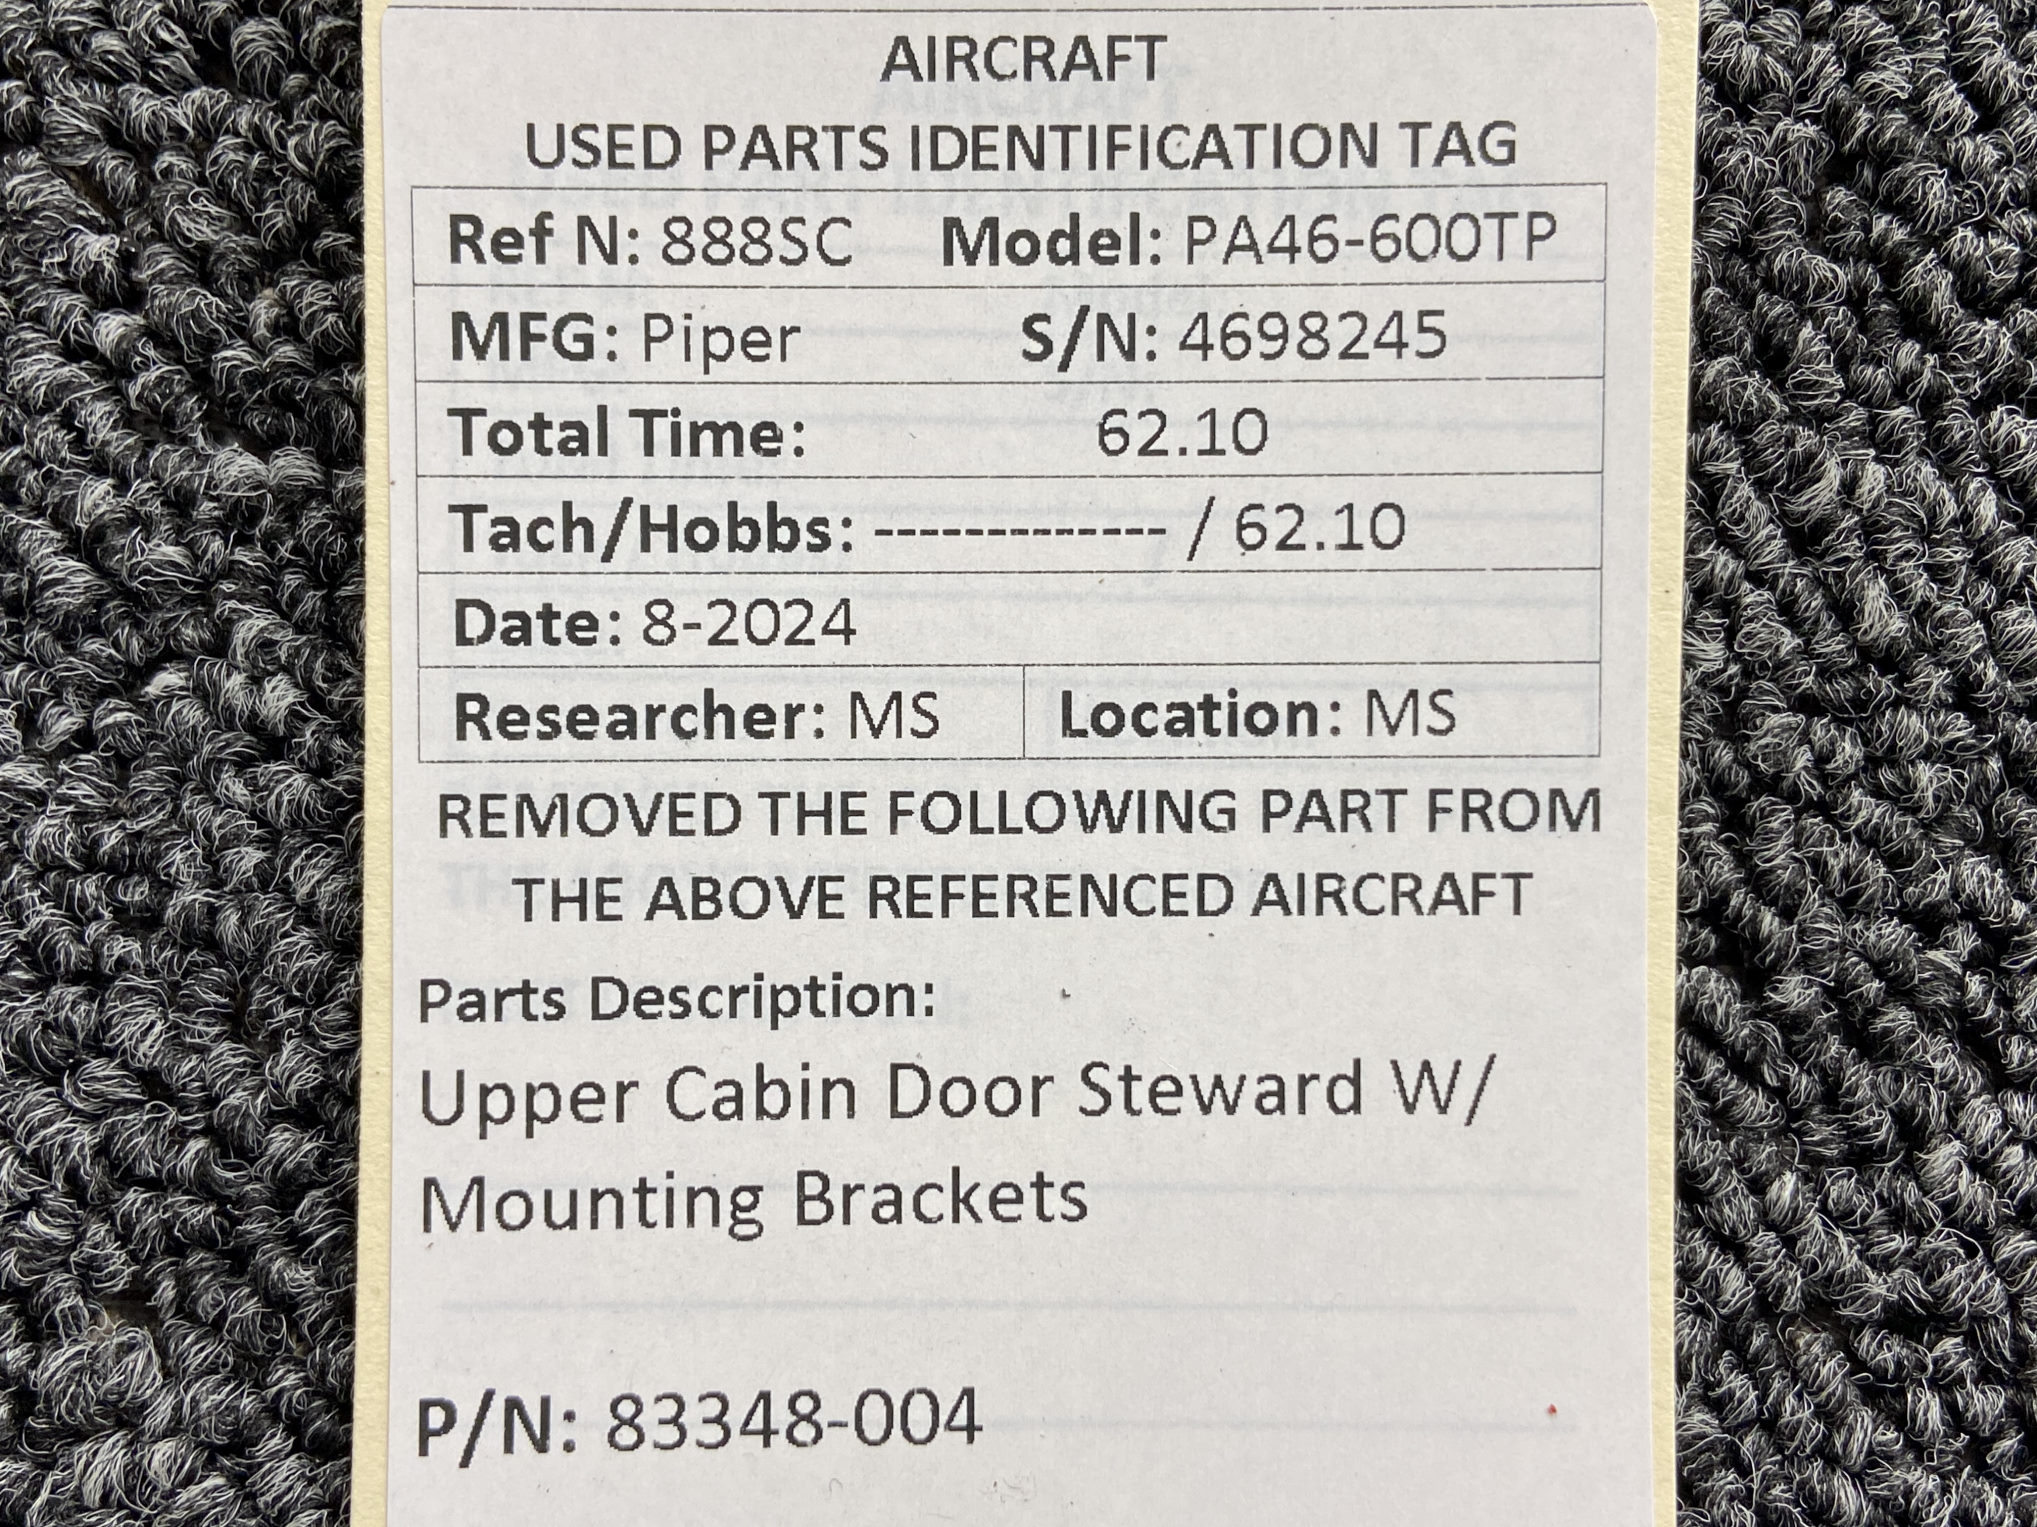 AIRCRAFT
USED PARTS IDENTIFICATION TAG
Ref N: 888SC Model: PA46-600TP
MFG: Piper S/N: 4698245
Total Time: 62.10
Tach/Hobbs: ------------- / 62.10
Date: 8-2024
Researcher: MS Location: MS
REMOVED THE FOLLOWING PART FROM
THE ABOVE REFERENCED AIRCRAFT
Parts Description:
Upper Cabin Door Steward W/
Mounting Brackets
P/N: 83348-004